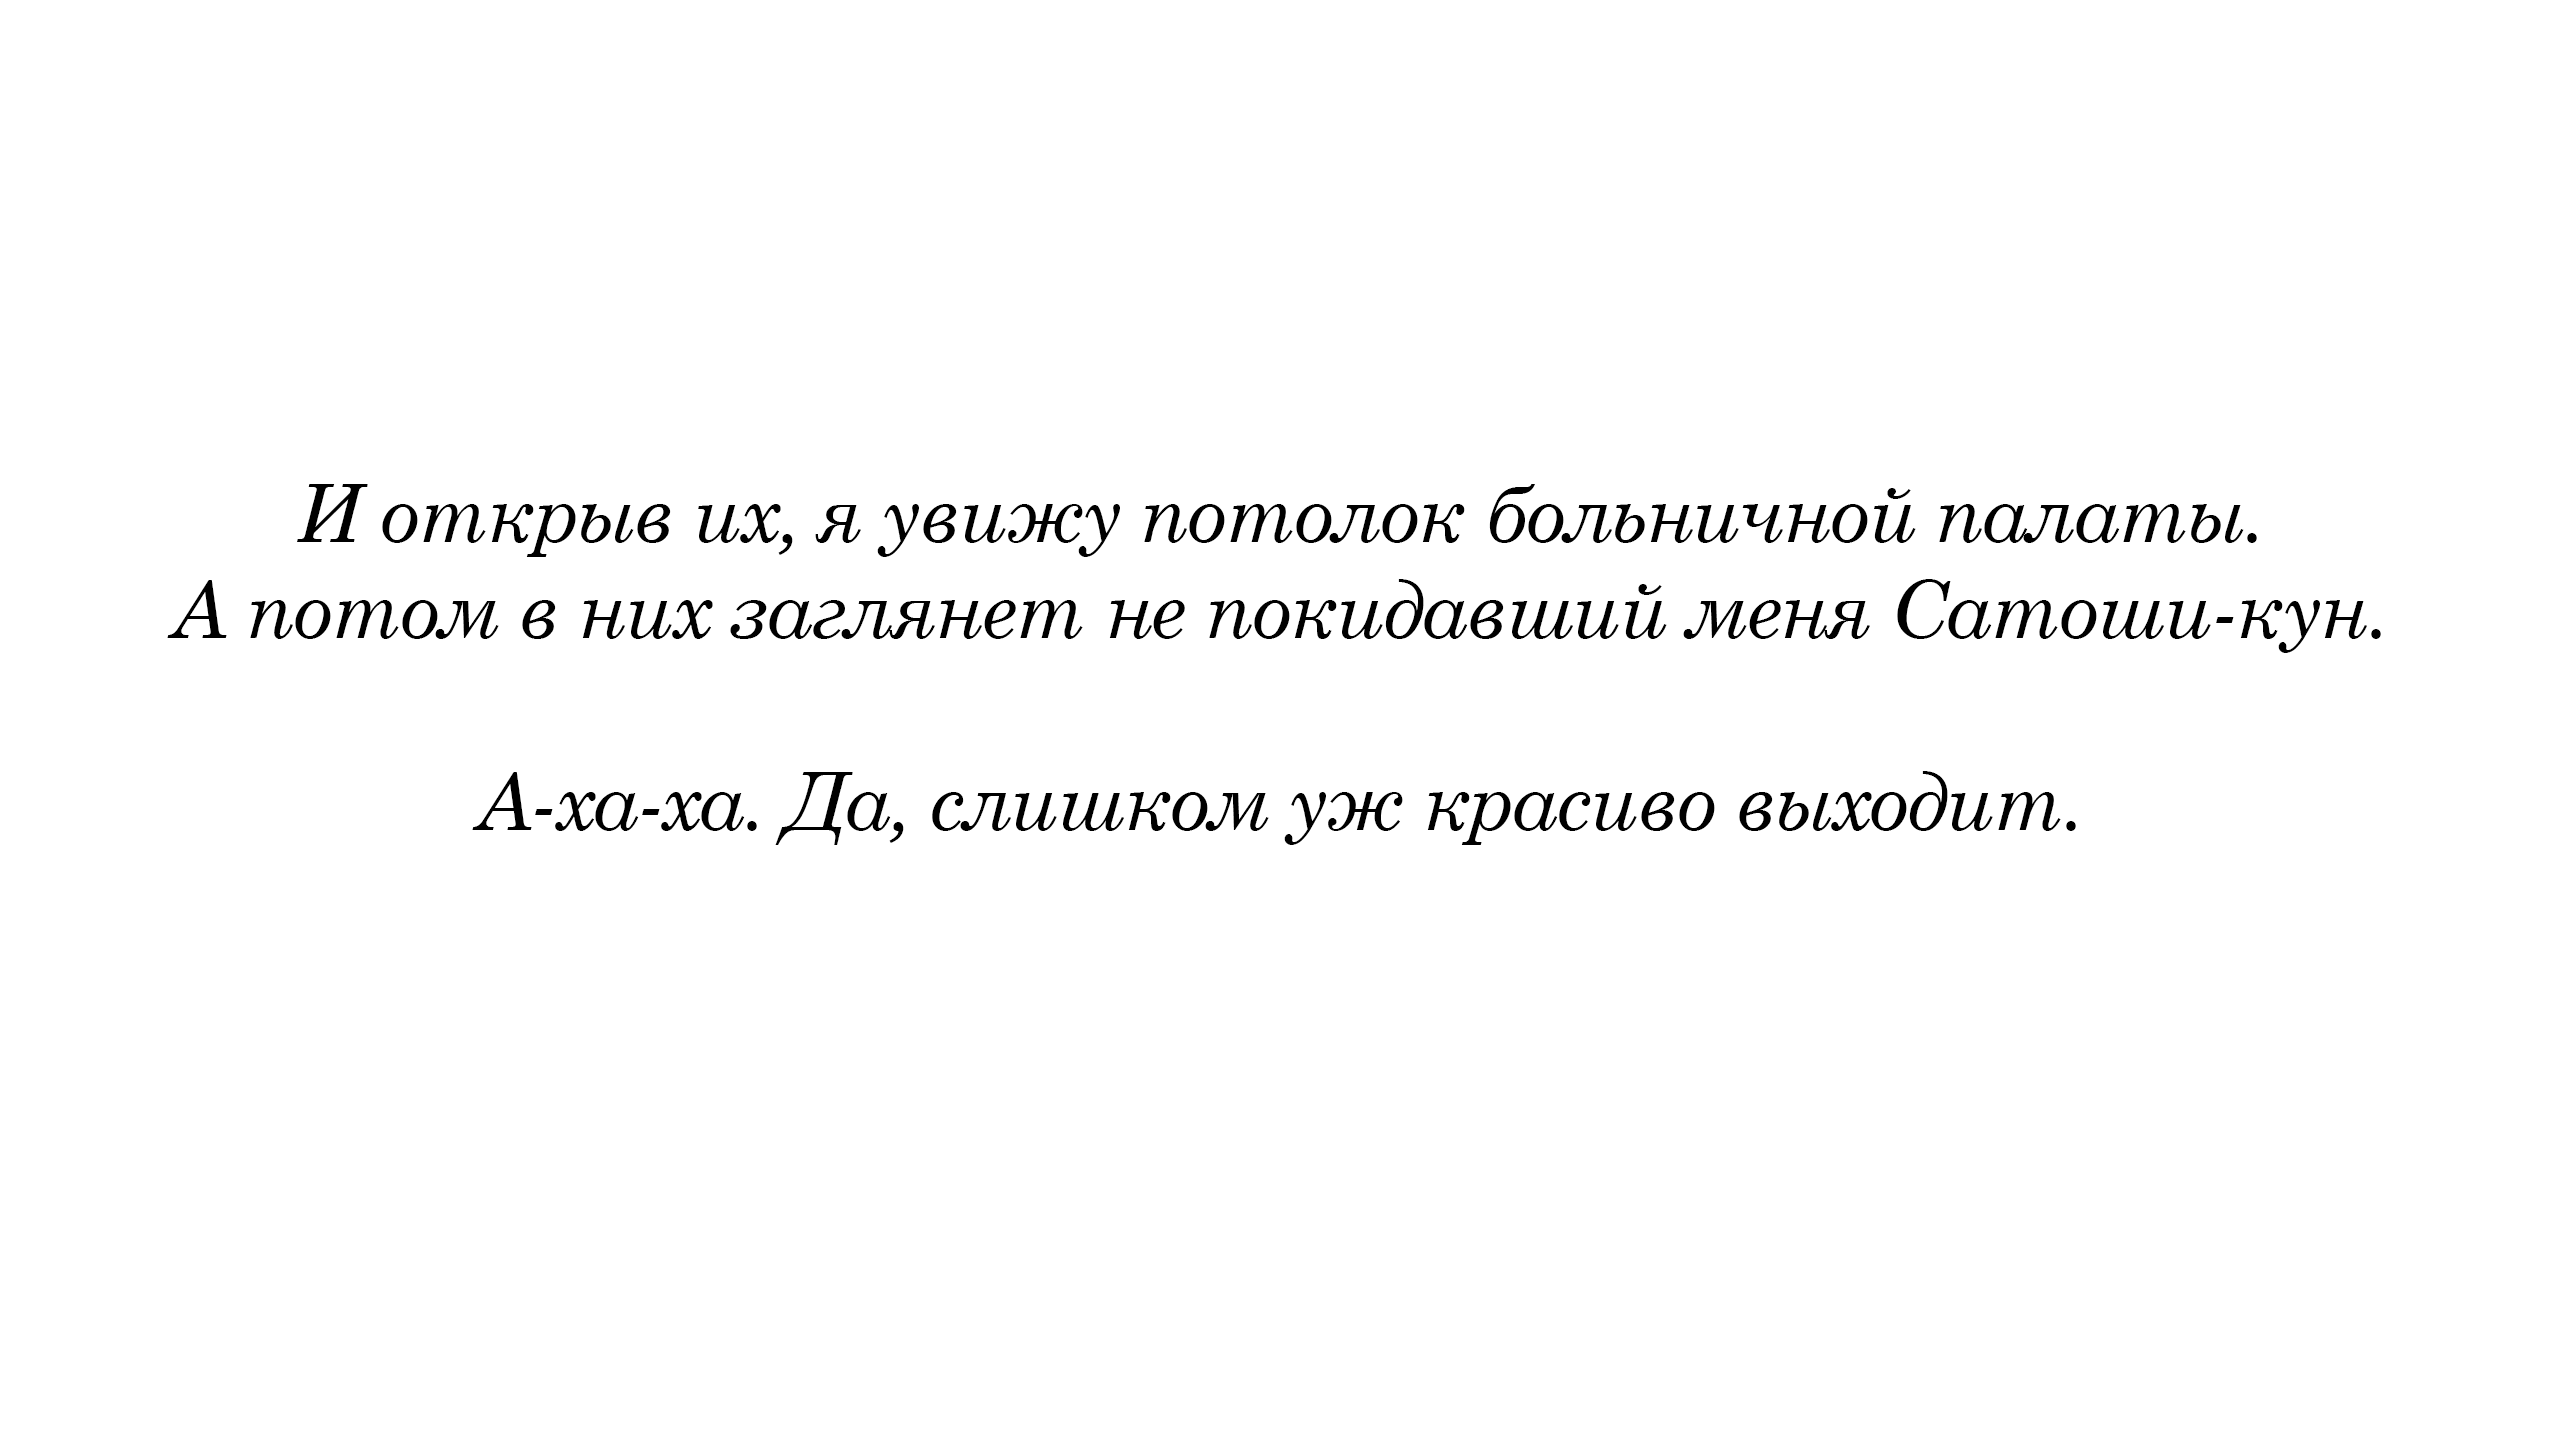 И открыв их, я увижу потолок больничной палаты.
А потом в них заглянет не покидавший меня Сатоши-кун.
А-ха-ха. Да, слишком уж красиво выходит.